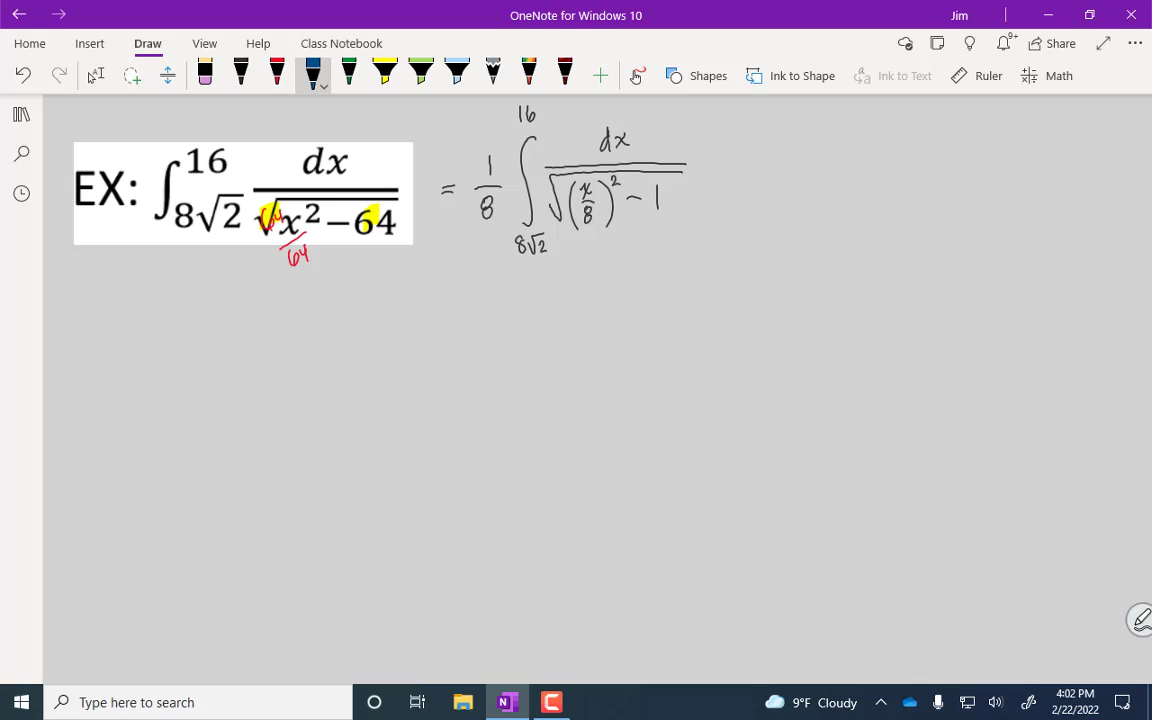 OneNote for Windows 10
Jim
Home Insert Draw View Help Class Notebook
9+
Share
Shapes
Ink to Shape
Ink to Text
Ruler
Math
EX: ∫_{8√2}^{16} dx/√(x² − 64) = 1/8 ∫_{8√2}^{16} dx/√((x/8)² − 1)
64
64
Type here to search
9°F Cloudy
4:02 PM
2/22/2022